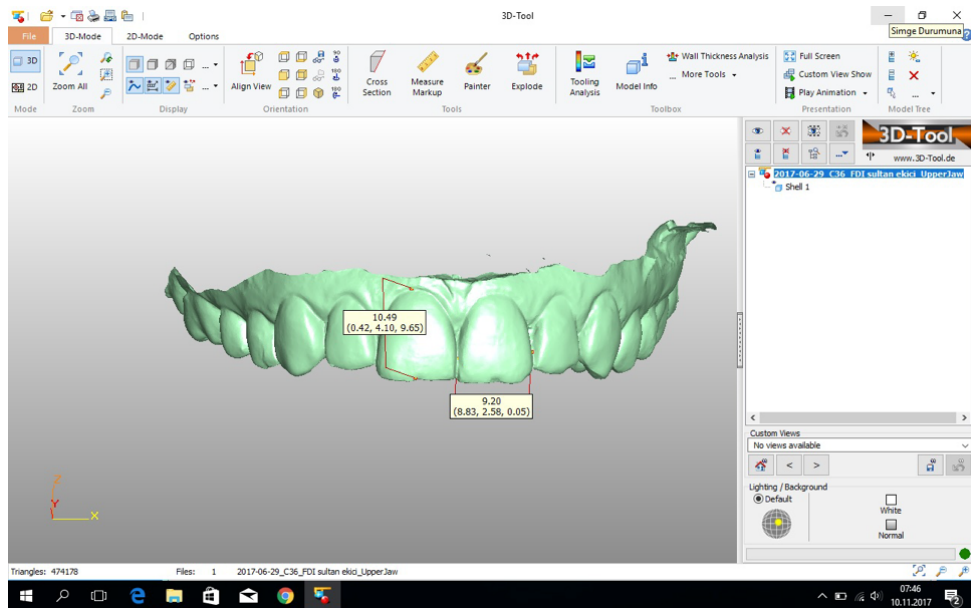 3D-Tool
Simge Durumuna
File
3D-Mode
2D-Mode
Options
3D
2D
Mode
Zoom All
Zoom
Display
Align View
Orientation
Cross
Section
Measure
Markup
Painter
Explode
Tools
Tooling
Analysis
Model Info
Wall Thickness Analysis
... More Tools
Toolbox
Full Screen
Custom View Show
Play Animation
Presentation
Model Tree
3D-Tool
www.3D-Tool.de
2017-06-29_C36_FDI sultan ekici_UpperJaw
Shell 1
10.49
(0.42, 4.10, 9.65)
9.20
(8.83, 2.58, 0.05)
Y
X
Custom Views
No views available
Lighting / Background
Default
White
Normal
Triangles: 474178
Files: 1
2017-06-29_C36_FDI sultan ekici_UpperJaw
07:46
10.11.2017
2